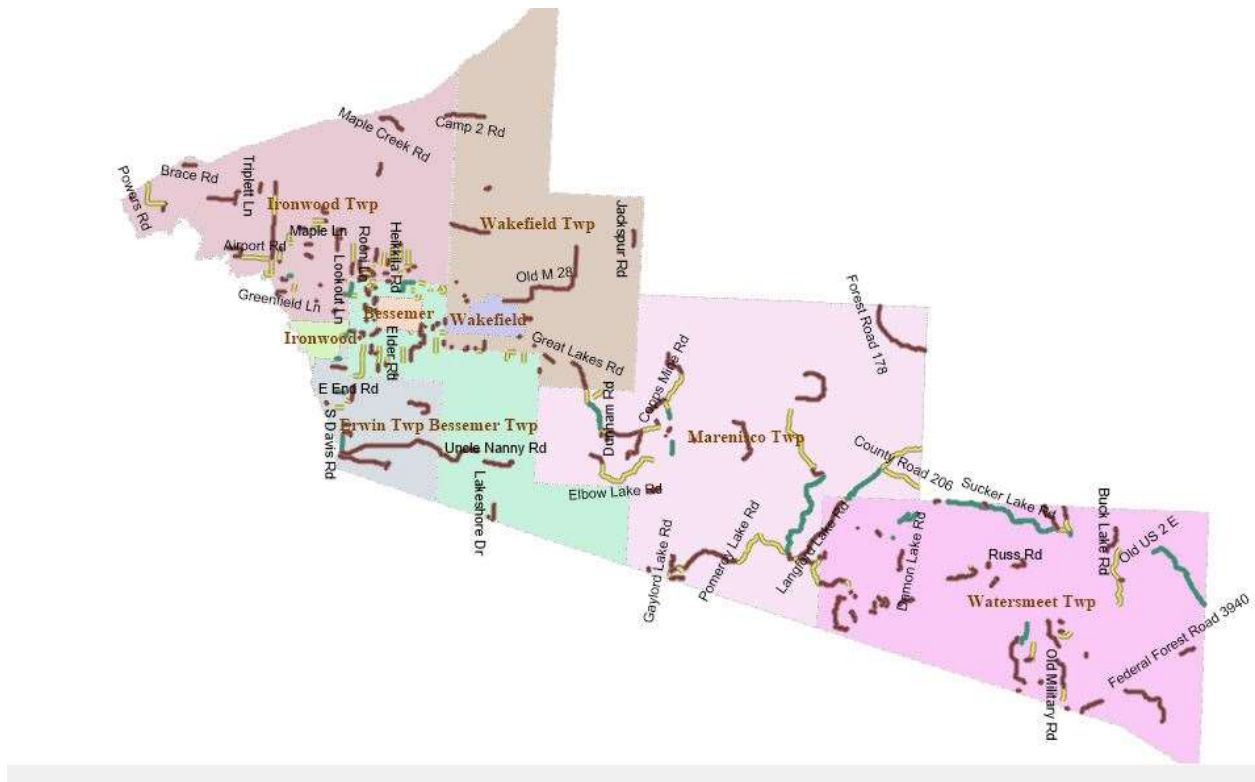 Maple Creek Rd
Camp 2 Rd
Brace Rd
Powers Rd
Triplett Ln
Ironwood Twp
Wakefield Twp
Jackspur Rd
Maple Ln
Airport Rd
Rooni Ln
Heikkila Rd
Lookout Ln
Old M 28
Greenfield Ln
Forest Road 178
Bessemer
Wakefield
Ironwood
Elder Rd
Great Lakes Rd
Copps Mine Rd
Dunham Rd
E End Rd
S Davis Rd
Erwin Twp
Bessemer Twp
Marenisco Twp
Uncle Nanny Rd
County Road 206
Lakeshore Dr
Elbow Lake Rd
Sucker Lake Rd
Buck Lake Rd
Old US 2 E
Gaylord Lake Rd
Pomeroy Lake Rd
Langford Lake Rd
Damon Lake Rd
Russ Rd
Watersmeet Twp
Old Military Rd
Federal Forest Road 3940